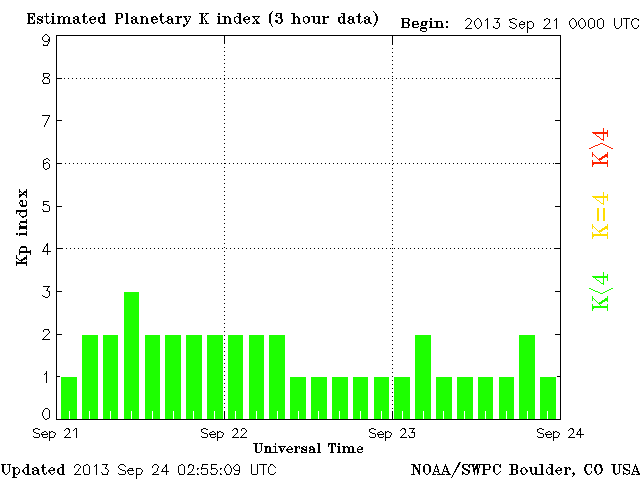 Estimated Planetary K index (3 hour data) Begin: 2013 Sep 21 0000 UTC
9
8
7
6
5
4
3
2
1
0
Kp index
K>4
K=4
K<4
Sep 21 Sep 22 Sep 23 Sep 24
Universal Time
Updated 2013 Sep 24 02:55:09 UTC NOAA/SWPC Boulder, CO USA